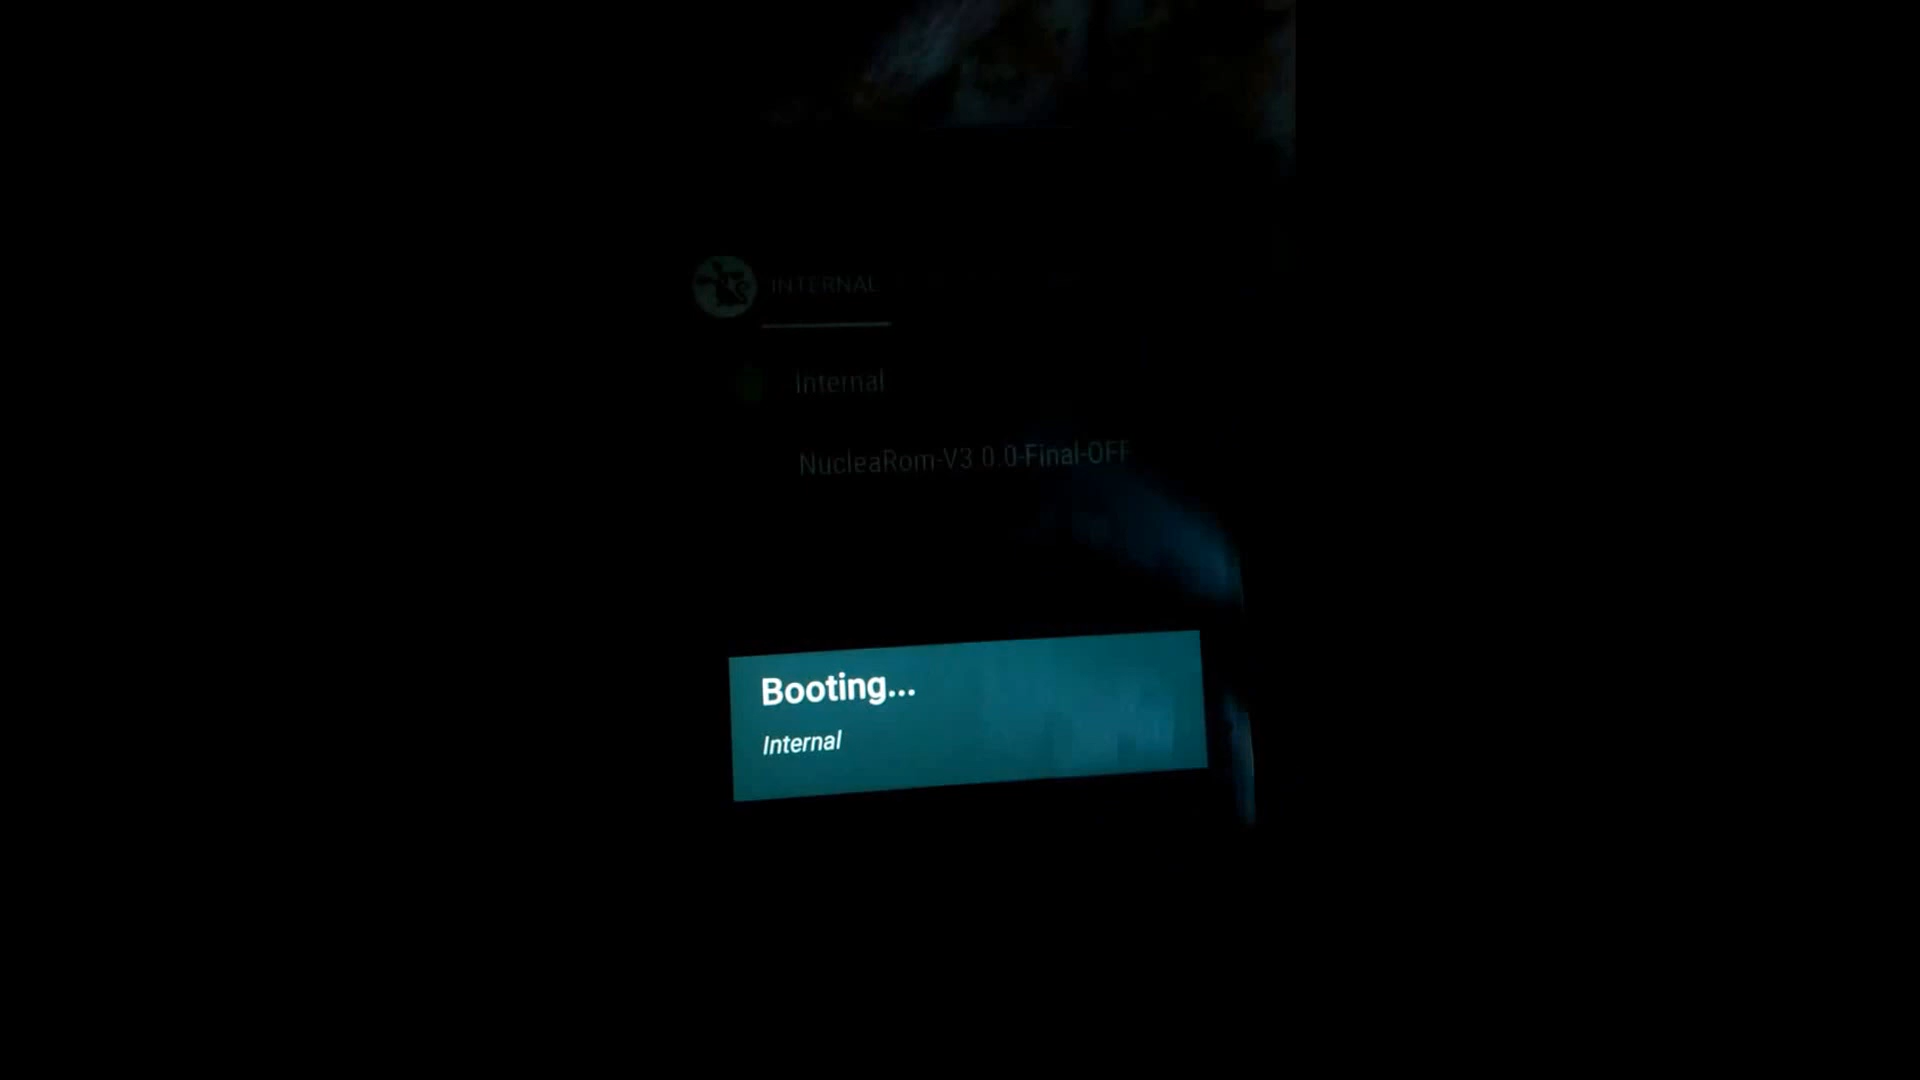 INTERNAL
Internal
NucleaRom-V3 0.0-Final-OFF
Booting...
Internal